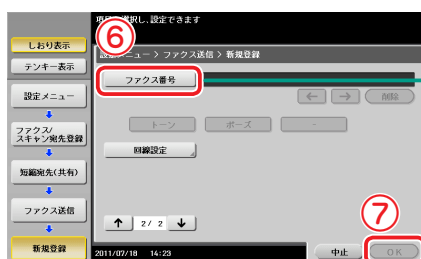 項目を選択し、設定できます
⑥
しおり表示
設定メニュー > ファクス送信 > 新規登録
テンキー表示
ファクス番号
← → 削除
設定メニュー
トーン ポーズ -
ファクス/
スキャン宛先登録
回線設定
短縮宛先(共有)
ファクス送信
⑦
↑ 2/ 2 ↓
新規登録
2011/07/18 14:23
中止 OK